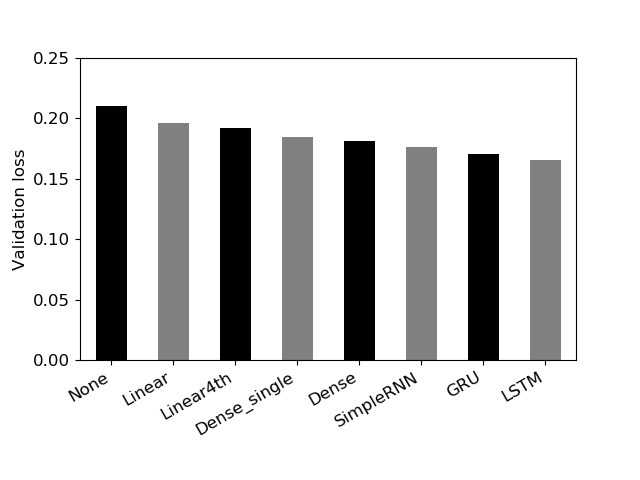 0.25
0.20
0.15
0.10
0.05
0.00
Validation loss
None
Linear
Linear4th
Dense_single
Dense
SimpleRNN
GRU
LSTM